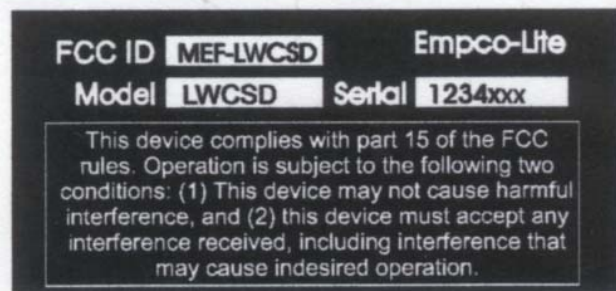 FCC ID MEF-LWCSD Empco-Lite
Model LWCSD Serial 1234xxx
This device complies with part 15 of the FCC
rules. Operation is subject to the following two
conditions: (1) This device may not cause harmful
interference, and (2) this device must accept any
interference received, including interference that
may cause indesired operation.